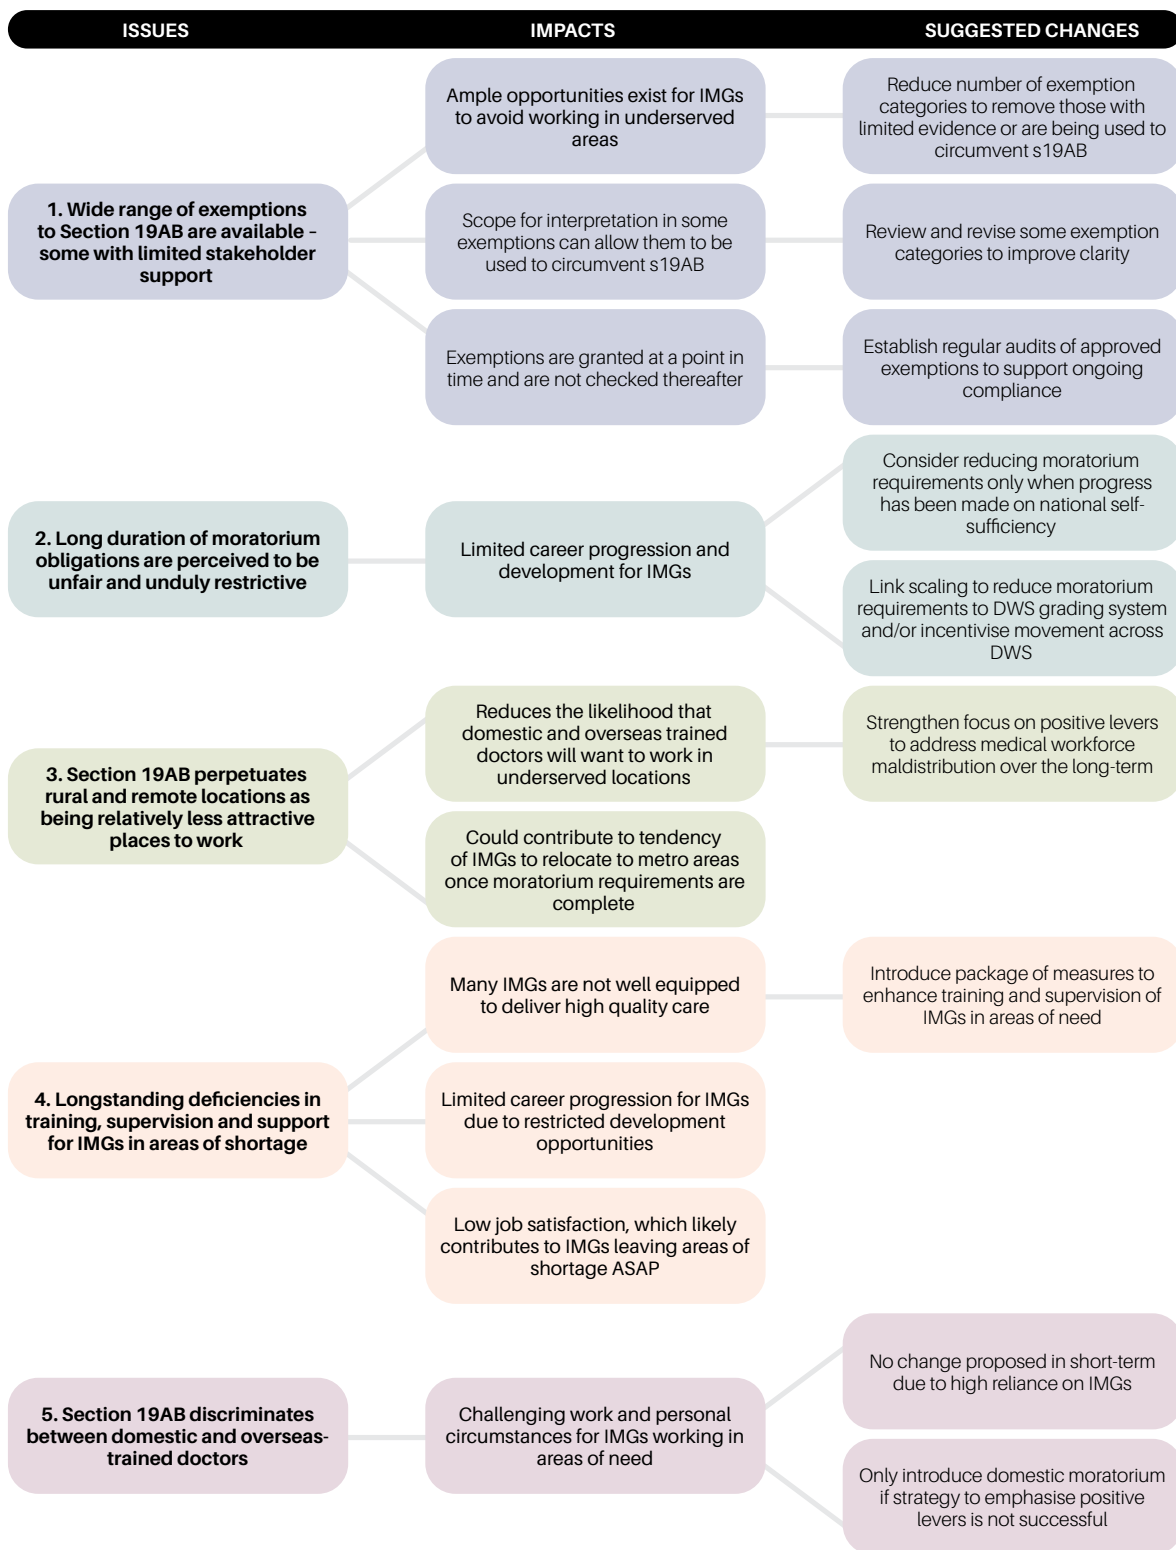 ISSUES
IMPACTS
SUGGESTED CHANGES
1. Wide range of exemptions
to Section 19AB are available –
some with limited stakeholder
support
Ample opportunities exist for IMGs
to avoid working in underserved
areas
Reduce number of exemption
categories to remove those with
limited evidence or are being used to
circumvent s19AB
Scope for interpretation in some
exemptions can allow them to be
used to circumvent s19AB
Review and revise some exemption
categories to improve clarity
Exemptions are granted at a point in
time and are not checked thereafter
Establish regular audits of approved
exemptions to support ongoing
compliance
2. Long duration of moratorium
obligations are perceived to be
unfair and unduly restrictive
Limited career progression and
development for IMGs
Consider reducing moratorium
requirements only when progress
has been made on national self-
sufficiency
Link scaling to reduce moratorium
requirements to DWS grading system
and/or incentivise movement across
DWS
3. Section 19AB perpetuates
rural and remote locations as
being relatively less attractive
places to work
Reduces the likelihood that
domestic and overseas trained
doctors will want to work in
underserved locations
Strengthen focus on positive levers
to address medical workforce
maldistribution over the long-term
Could contribute to tendency
of IMGs to relocate to metro areas
once moratorium requirements are
complete
4. Longstanding deficiencies in
training, supervision and support
for IMGs in areas of shortage
Many IMGs are not well equipped
to deliver high quality care
Introduce package of measures to
enhance training and supervision of
IMGs in areas of need
Limited career progression for IMGs
due to restricted development
opportunities
Low job satisfaction, which likely
contributes to IMGs leaving areas of
shortage ASAP
5. Section 19AB discriminates
between domestic and overseas-
trained doctors
Challenging work and personal
circumstances for IMGs working in
areas of need
No change proposed in short-term
due to high reliance on IMGs
Only introduce domestic moratorium
if strategy to emphasise positive
levers is not successful